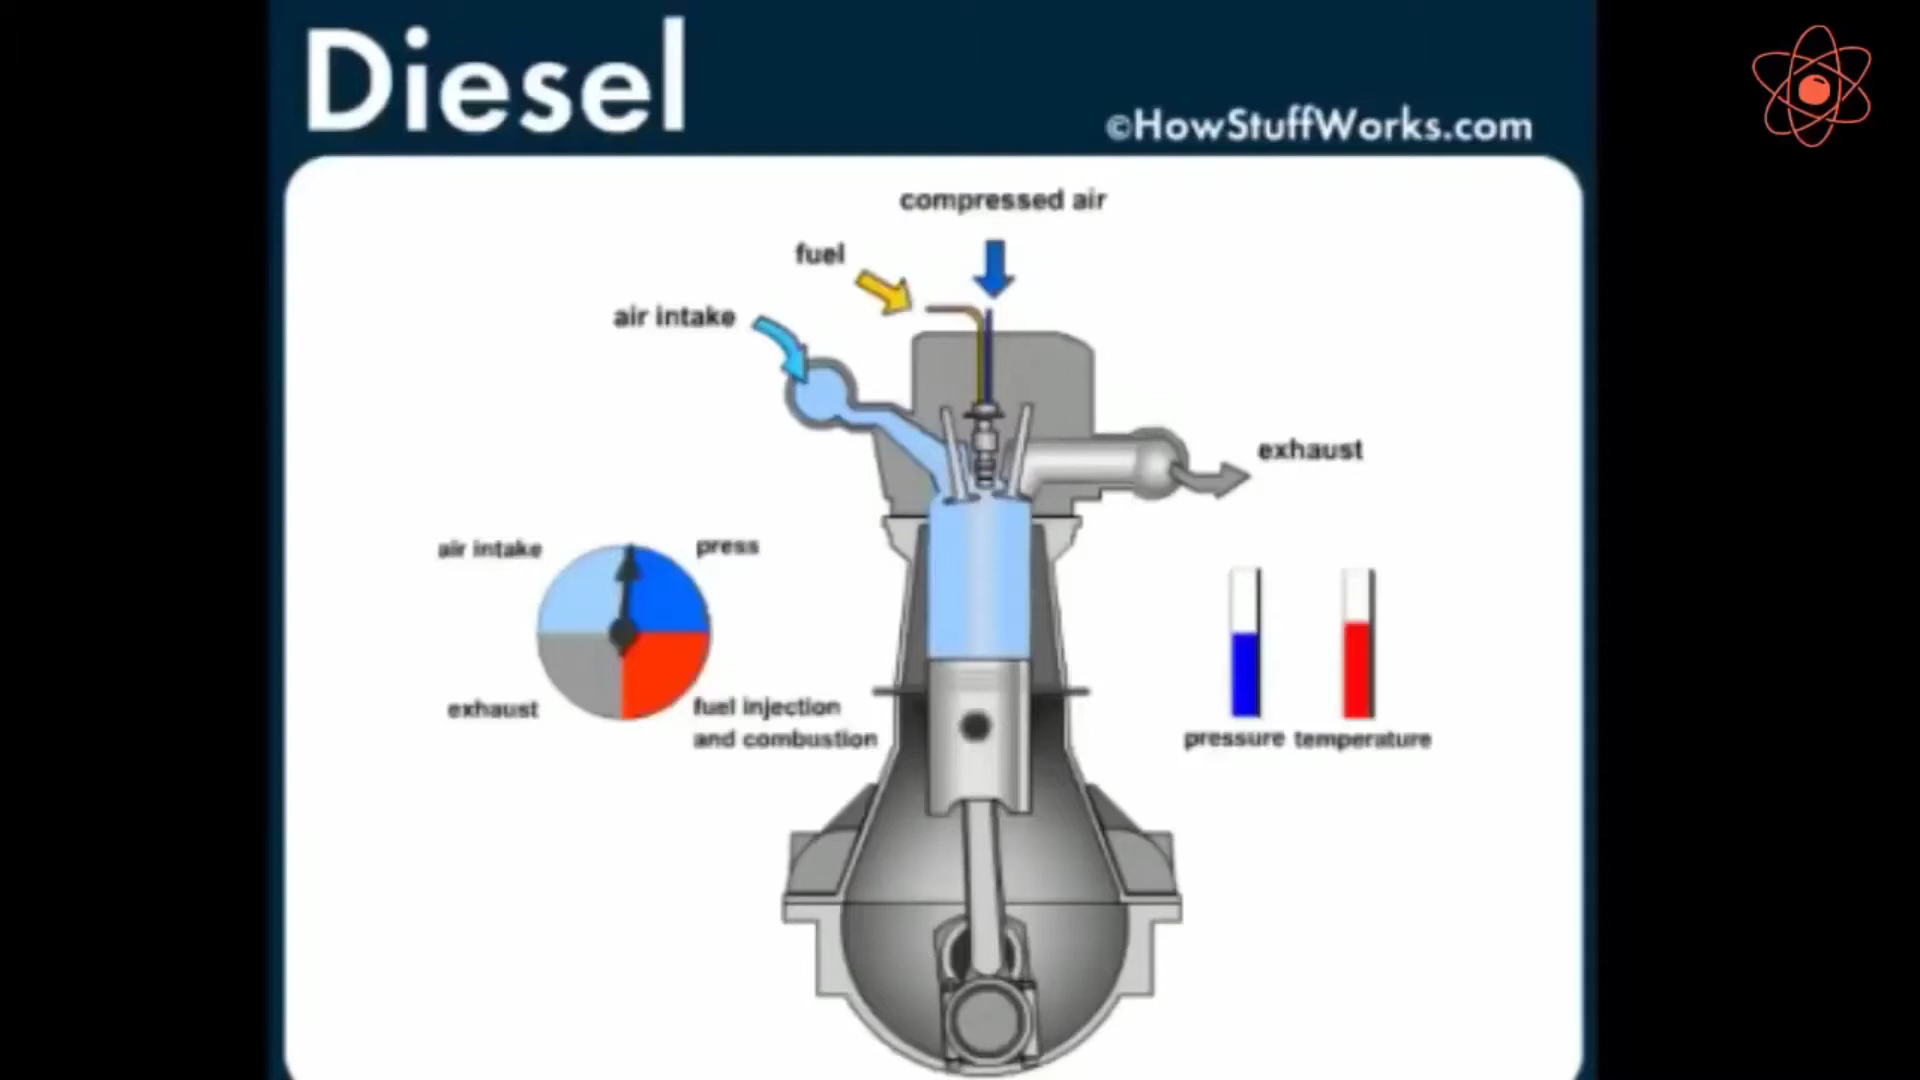 Diesel
©HowStuffWorks.com
compressed air
fuel
air intake
exhaust
air intake
press
exhaust
fuel injection
and combustion
pressure
temperature